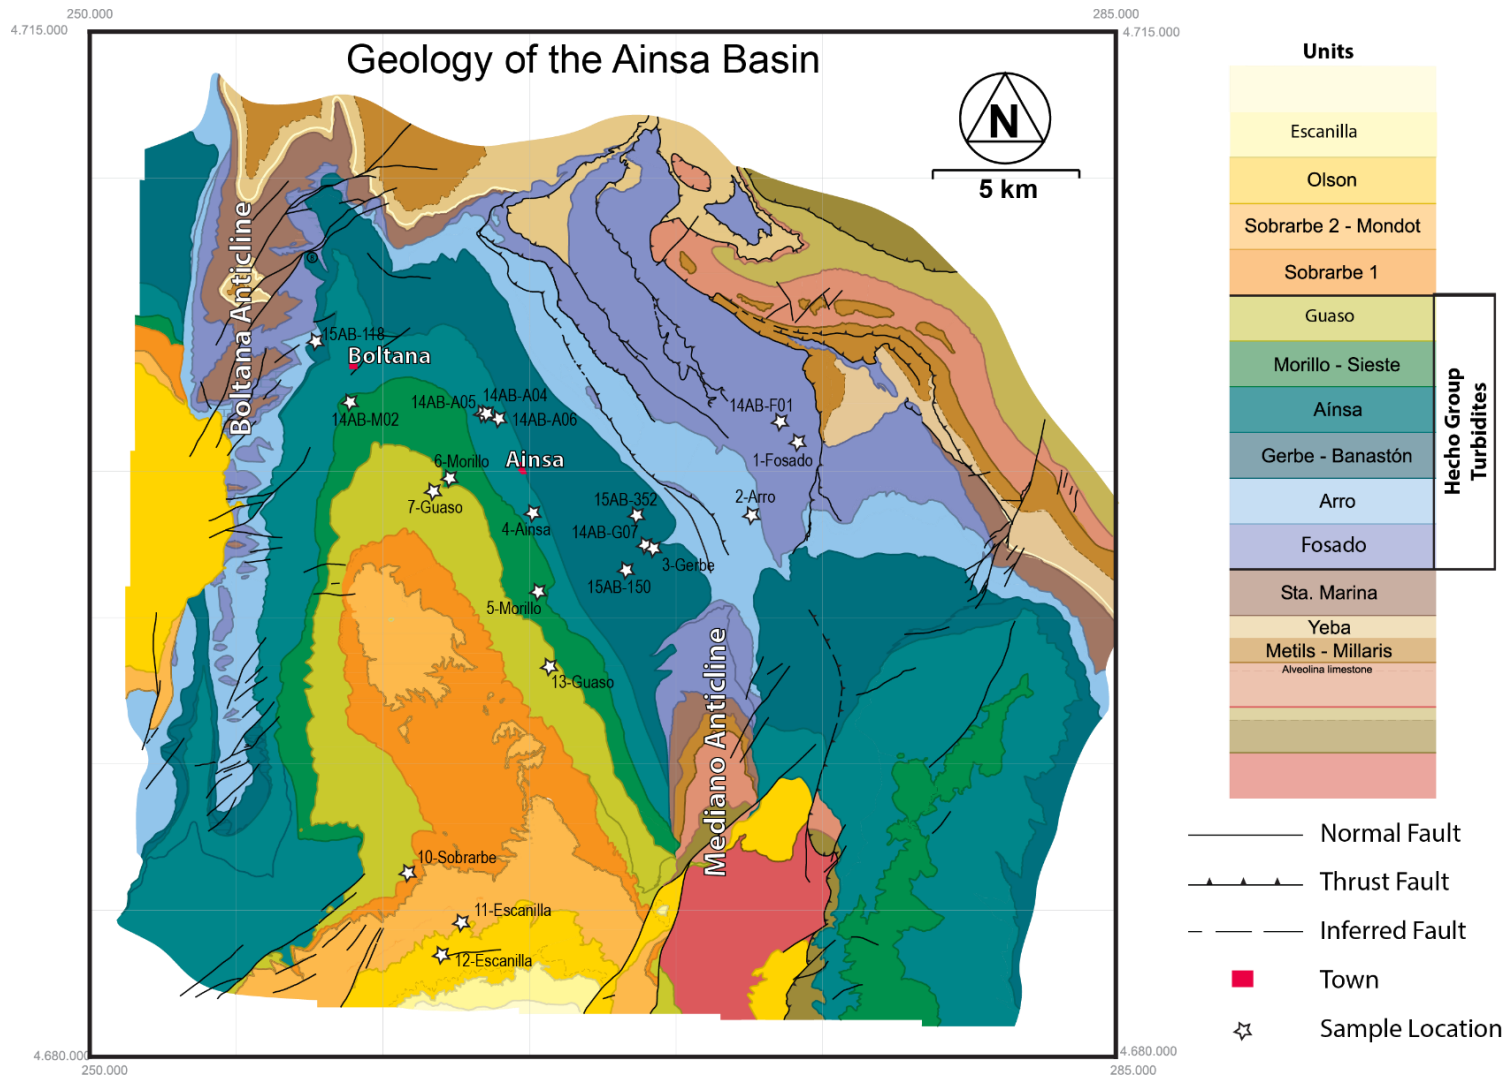 250.000
285.000
4.715.000
4.715.000
Geology of the Ainsa Basin
N
5 km
Boltana Anticline
15AB-118
Boltana
14AB-M02
14AB-A05
14AB-A04
14AB-A06
6-Morillo
Ainsa
7-Guaso
4-Ainsa
14AB-F01
1-Fosado
2-Arro
15AB-352
14AB-G07
3-Gerbe
15AB-150
5-Morillo
13-Guaso
Mediano Anticline
10-Sobrarbe
11-Escanilla
12-Escanilla
4.680.000
4.680.000
250.000
285.000
Units
Escanilla
Olson
Sobrarbe 2 - Mondot
Sobrarbe 1
Guaso
Morillo - Sieste
Aínsa
Gerbe - Banastón
Arro
Fosado
Hecho Group
Turbidites
Sta. Marina
Yeba
Metils - Millaris
Alveolina limestone
Normal Fault
Thrust Fault
Inferred Fault
Town
Sample Location